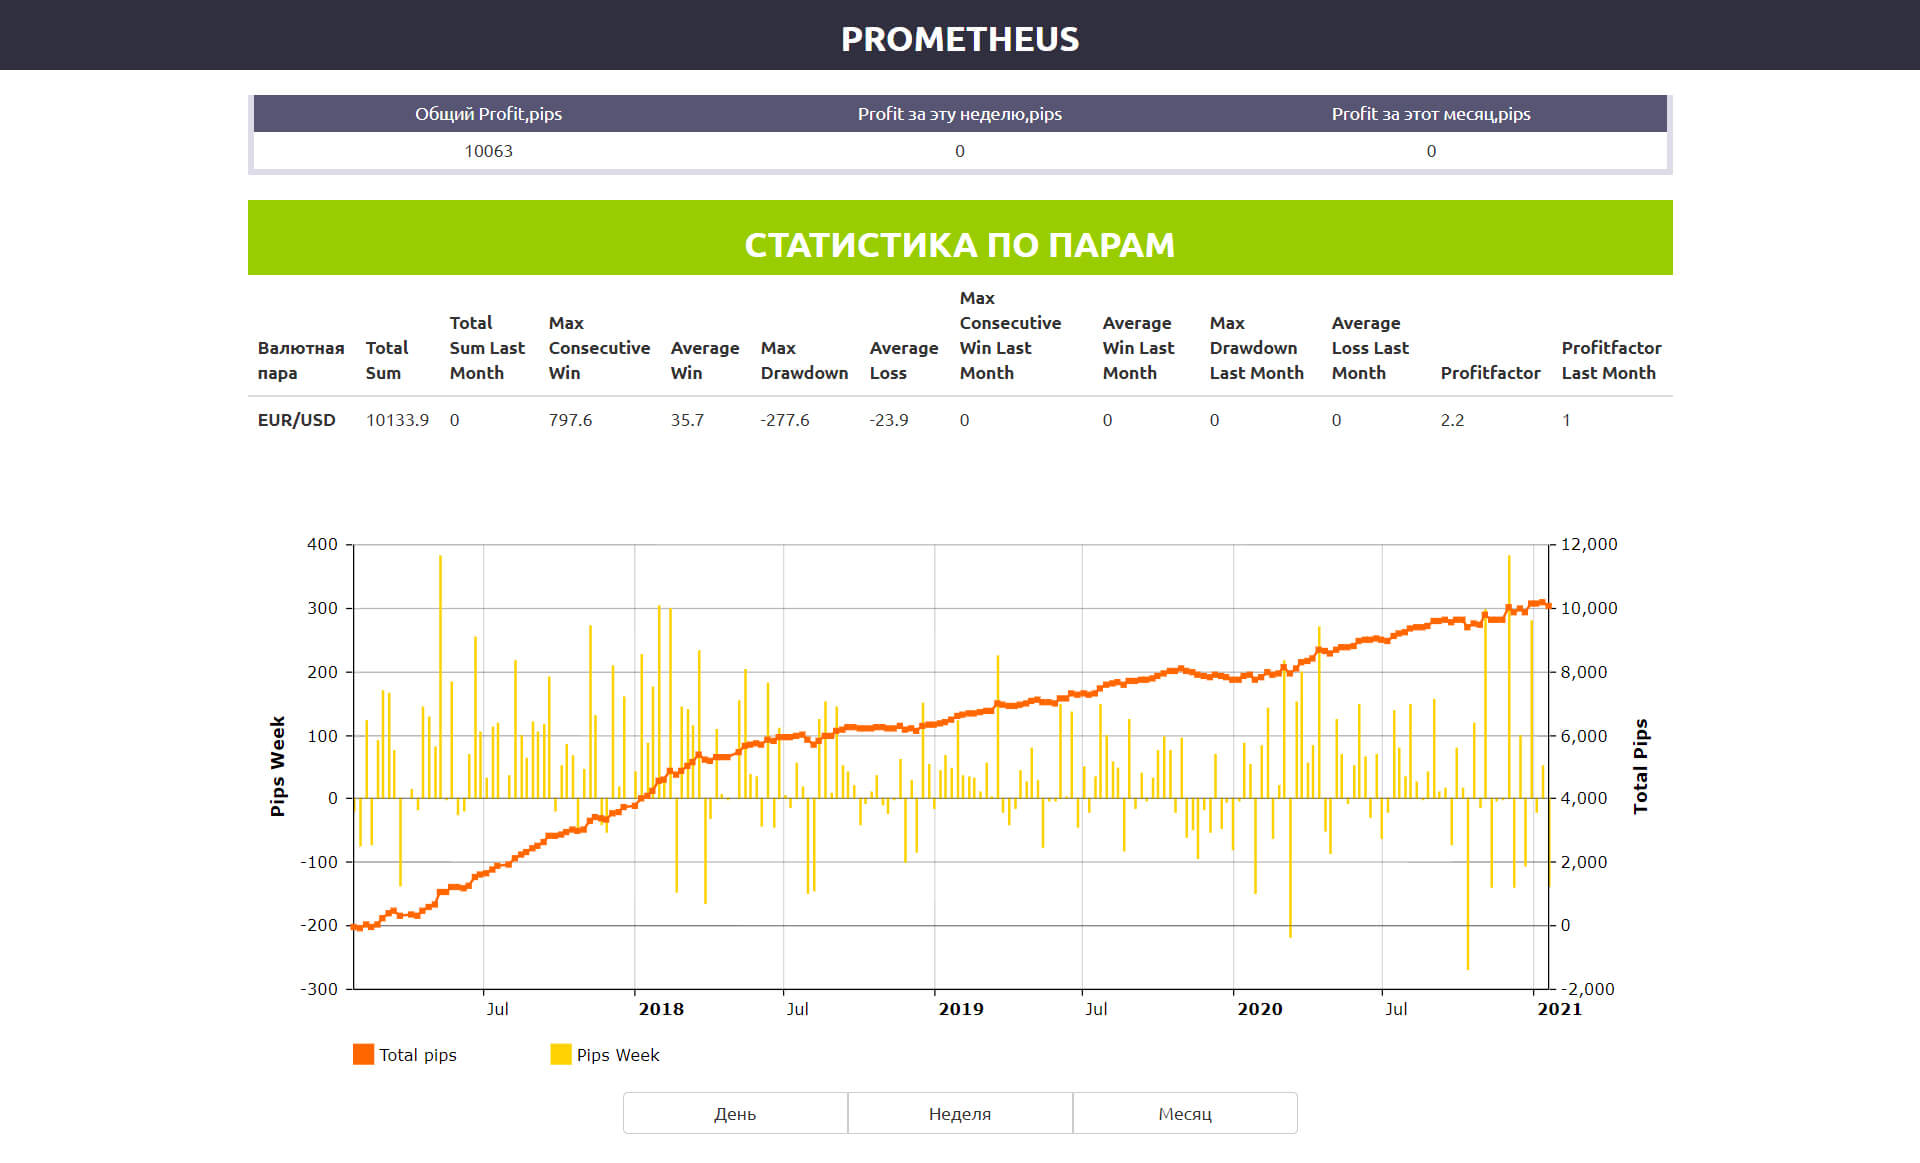 PROMETHEUS
Общий Profit,pips Profit за эту неделю,pips Profit за этот месяц,pips
10063 0 0
СТАТИСТИКА ПО ПАРАМ
Валютная пара Total Sum Total Sum Last Month Max Consecutive Win Average Win Max Drawdown Average Loss Max Consecutive Win Last Month Average Win Last Month Max Drawdown Last Month Average Loss Last Month Profitfactor Profitfactor Last Month
EUR/USD 10133.9 0 797.6 35.7 -277.6 -23.9 0 0 0 0 2.2 1
400 12,000
300 10,000
200 8,000
100 6,000
0 4,000
-100 2,000
-200 0
-300 -2,000
Pips Week
Total Pips
Jul 2018 Jul 2019 Jul 2020 Jul 2021
Total pips Pips Week
День Неделя Месяц